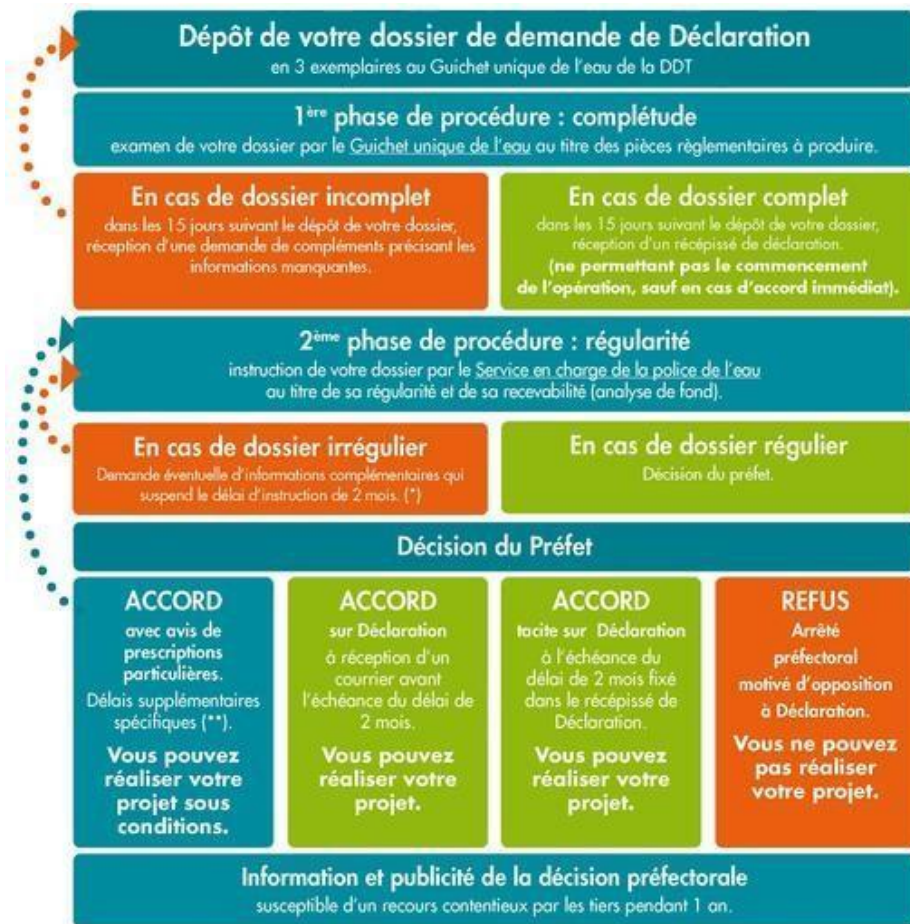 Dépôt de votre dossier de demande de Déclaration
en 3 exemplaires au Guichet unique de l'eau de la DDT
1ère phase de procédure : complétude
examen de votre dossier par le Guichet unique de l'eau au titre des pièces règlementaires à produire.
En cas de dossier incomplet
dans les 15 jours suivant le dépôt de votre dossier,
réception d'une demande de compléments précisant les
informations manquantes.
En cas de dossier complet
dans les 15 jours suivant le dépôt de votre dossier,
réception d'un récépissé de déclaration.
(ne permettant pas le commencement
de l'opération, sauf en cas d'accord immédiat).
2ème phase de procédure : régularité
instruction de votre dossier par le Service en charge de la police de l'eau
au titre de sa régularité et de sa recevabilité (analyse de fond).
En cas de dossier irrégulier
Demande éventuelle d'informations complémentaires qui
suspend le délai d'instruction de 2 mois. (*)
En cas de dossier régulier
Décision du préfet.
Décision du Préfet
ACCORD
avec avis de
prescriptions
particulières.
Délais supplémentaires
spécifiques (**).
Vous pouvez
réaliser votre
projet sous
conditions.
ACCORD
sur Déclaration
à réception d'un
courrier avant
l'échéance du délai de
2 mois.
Vous pouvez
réaliser votre
projet.
ACCORD
tacite sur Déclaration
à l'échéance du
délai de 2 mois fixé
dans le récépissé de
Déclaration.
Vous pouvez
réaliser votre
projet.
REFUS
Arrêté
préfectoral
motivé d'opposition
à Déclaration.
Vous ne pouvez
pas réaliser
votre projet.
Information et publicité de la décision préfectorale
susceptible d'un recours contentieux par les tiers pendant 1 an.